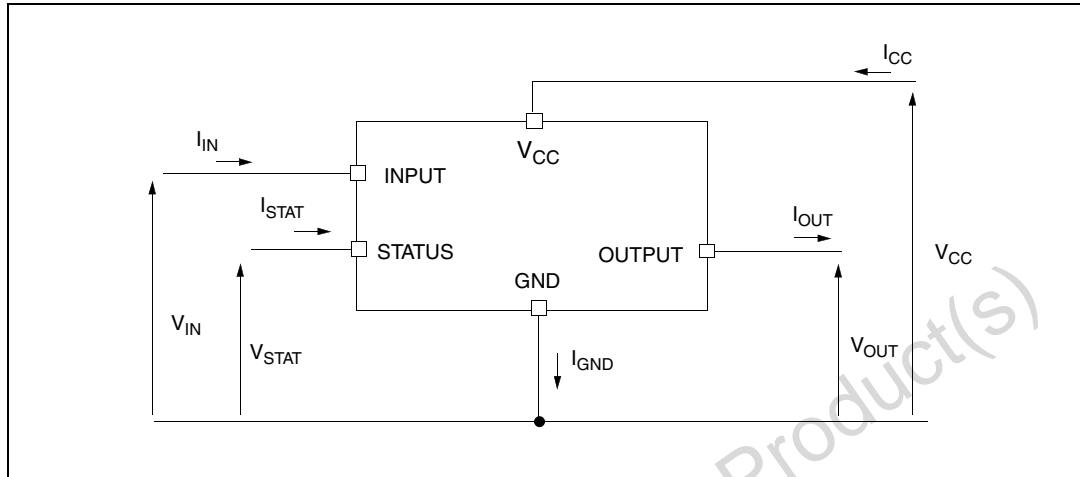 I_CC
I_IN
V_CC
INPUT
I_STAT
I_OUT
STATUS
OUTPUT
V_CC
GND
V_IN
V_STAT
V_OUT
I_GND
Product(s)